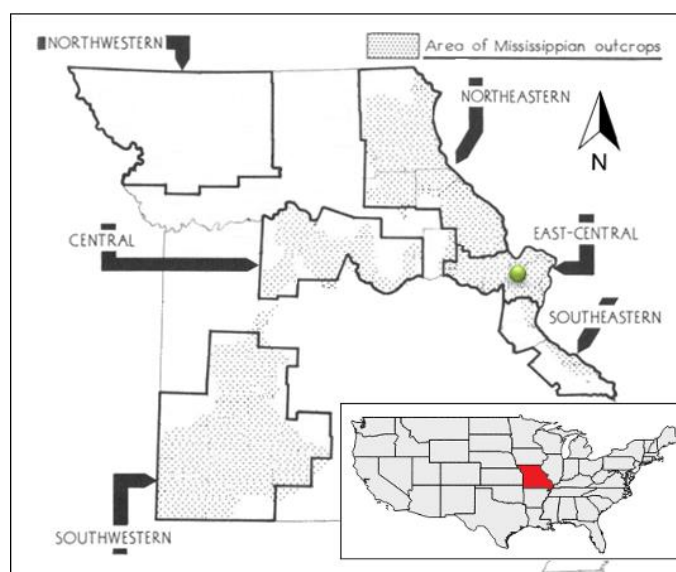 NORTHWESTERN
Area of Mississippian outcrops
NORTHEASTERN
N
CENTRAL
EAST-CENTRAL
SOUTHEASTERN
SOUTHWESTERN